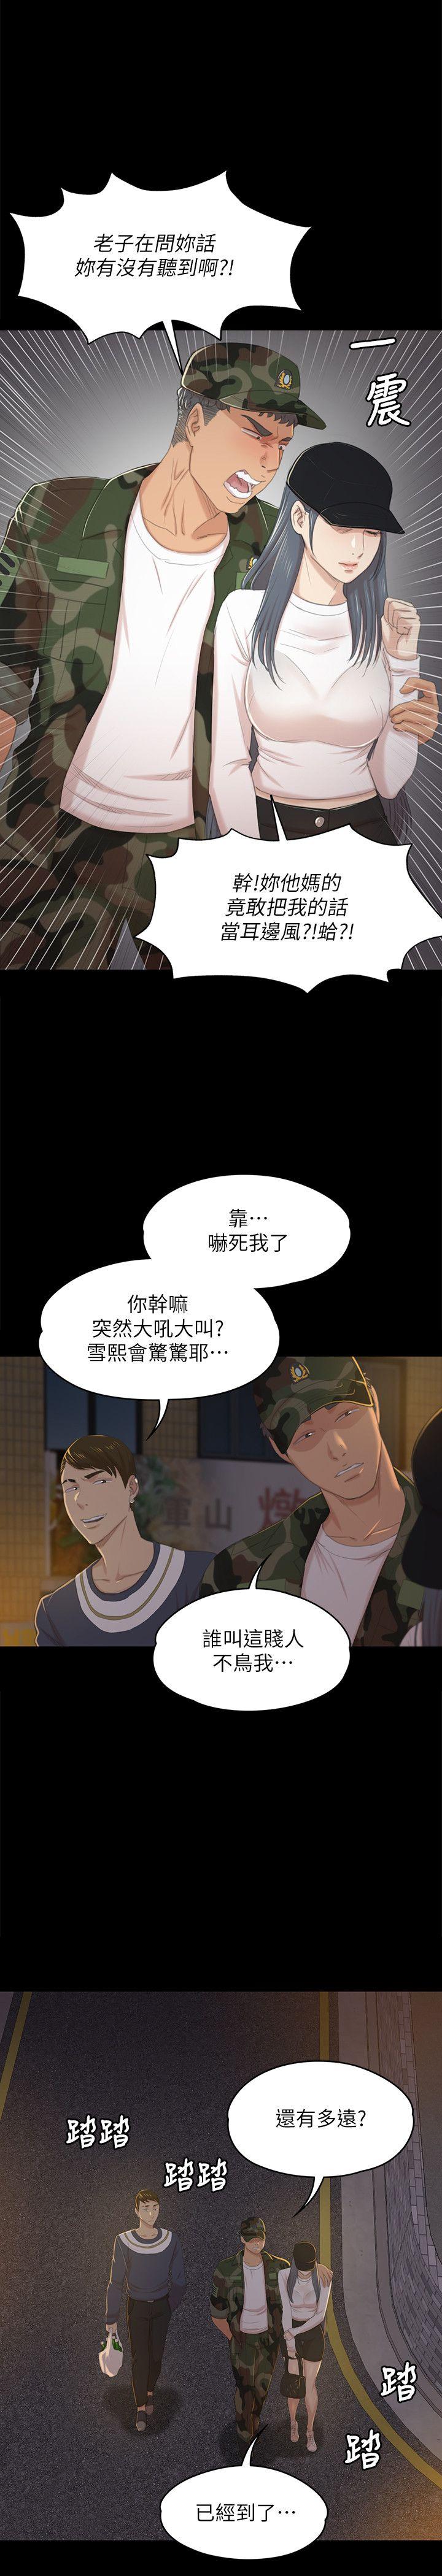 老子在問妳話
妳有沒有聽到啊?!
震
幹!妳他媽的
竟敢把我的話
當耳邊風?!蛤?!
靠…
嚇死我了
你幹嘛
突然大吼大叫?
雪熙會驚驚耶…
山
燉
誰叫這賤人
不鳥我…
還有多遠?
踏踏
踏踏
踏
踏
已經到了…